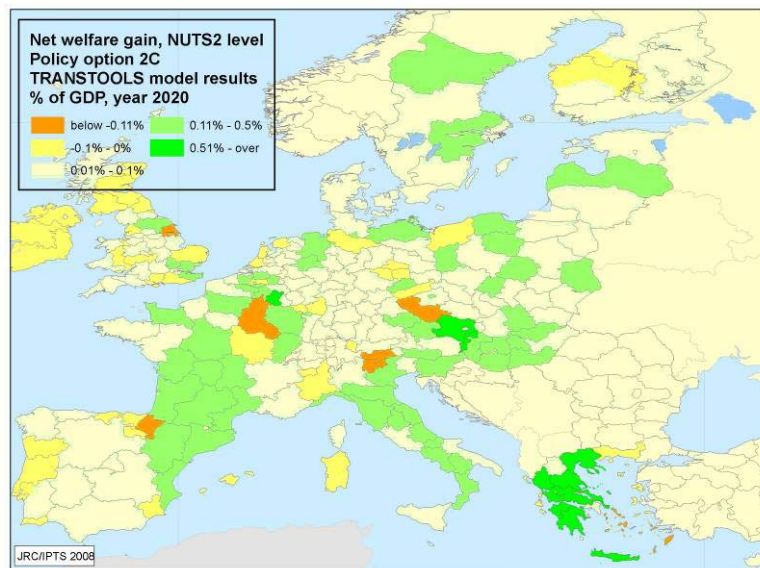 Net welfare gain, NUTS2 level
Policy option 2C
TRANSTOOLS model results
% of GDP, year 2020
below -0.11%
0.11% - 0.5%
-0.1% - 0%
0.51% - over
0.01% - 0.1%
JRC/IPTS 2008